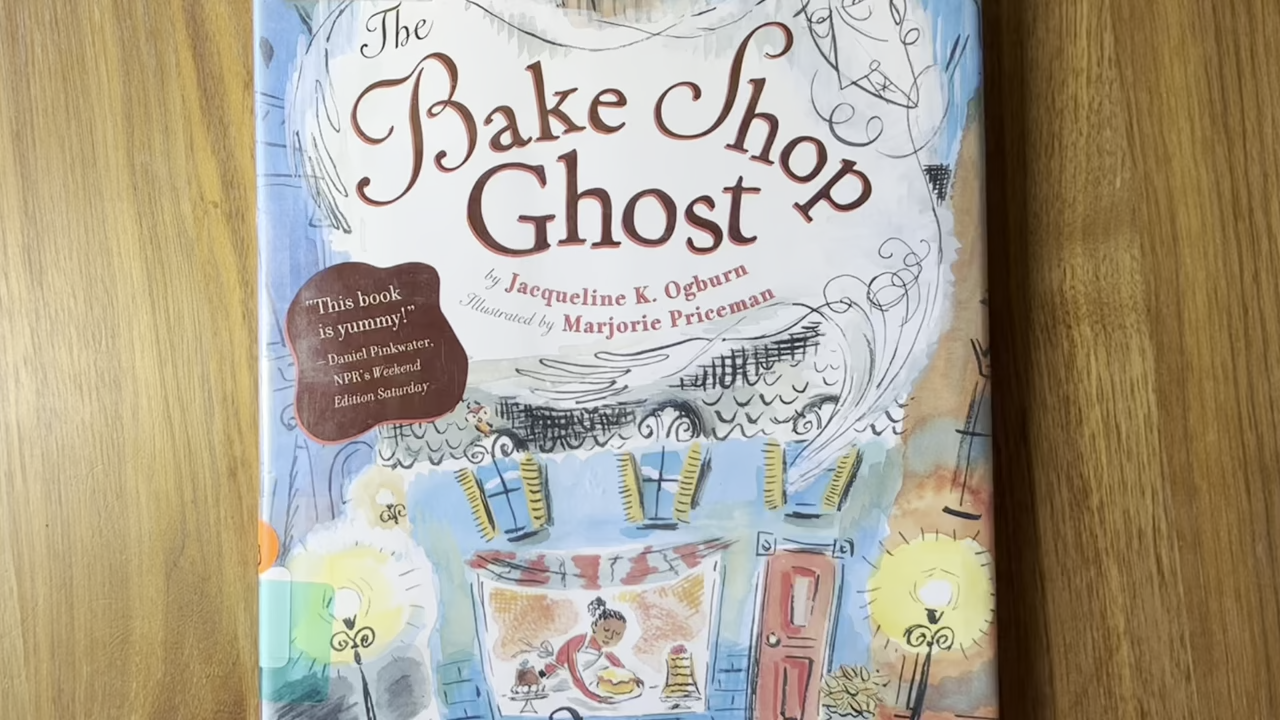 The
Bake Shop
Ghost
by Jacqueline K. Ogburn
Illustrated by Marjorie Priceman
"This book
is yummy!"
– Daniel Pinkwater,
NPR's Weekend
Edition Saturday